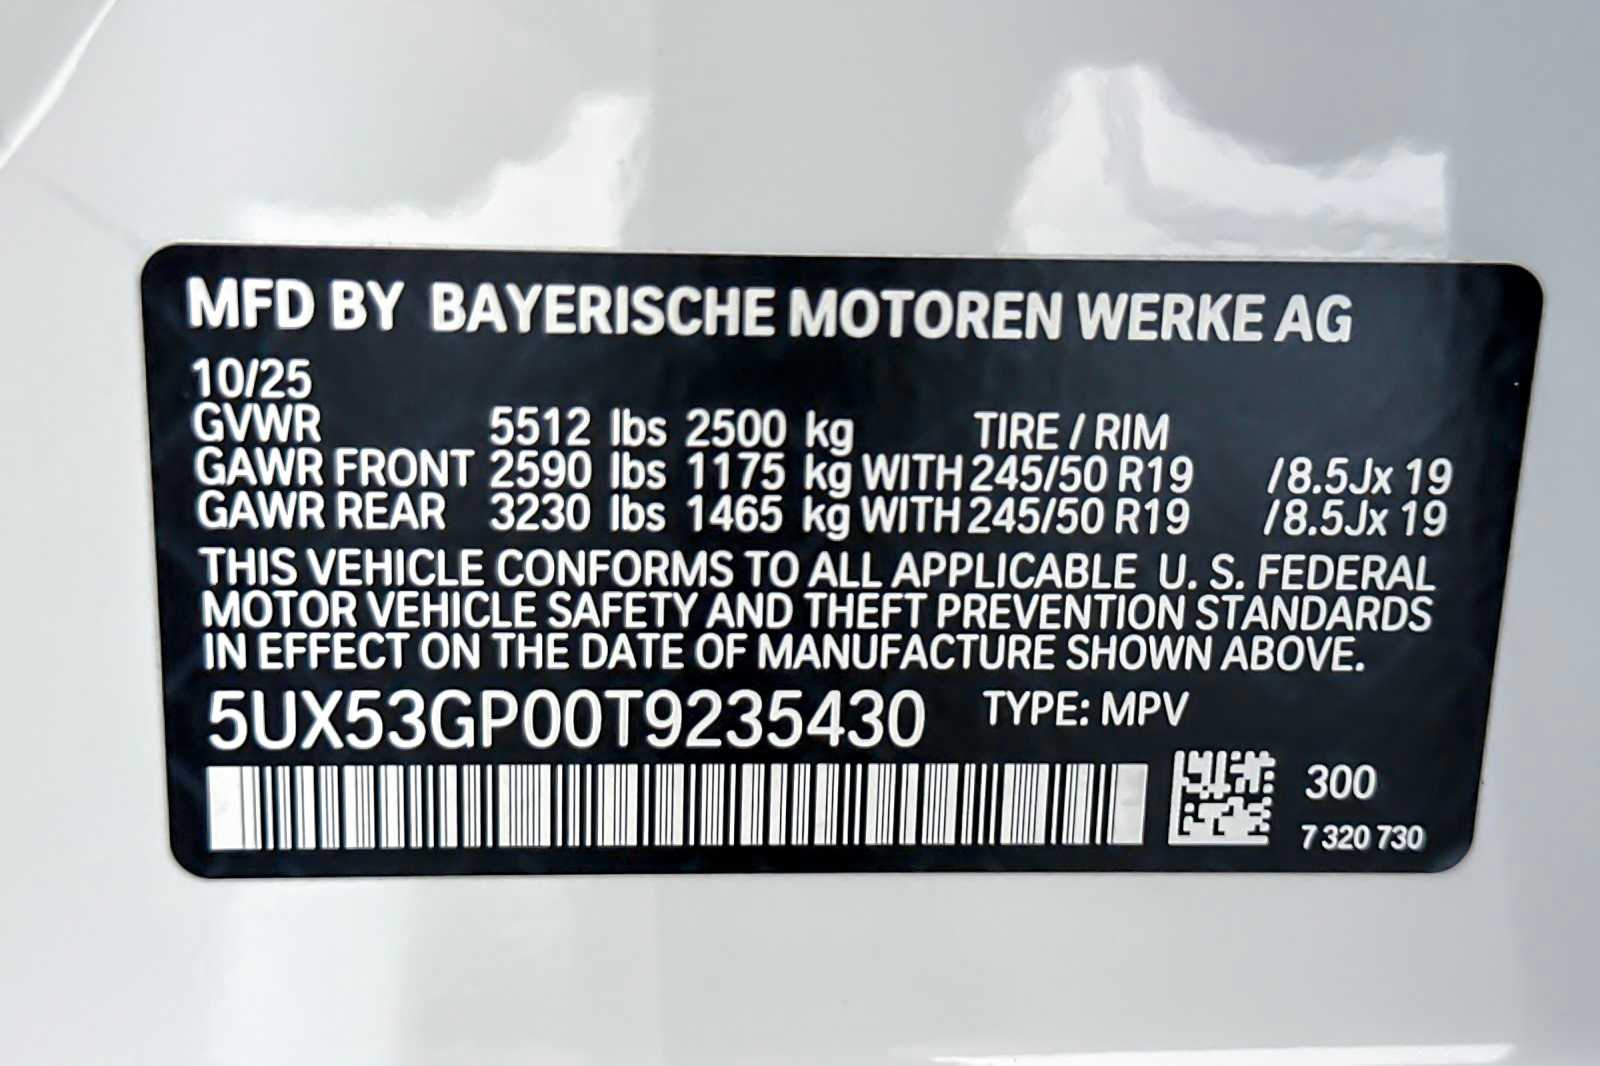 MFD BY BAYERISCHE MOTOREN WERKE AG
10/25
GVWR 5512 lbs 2500 kg TIRE / RIM
GAWR FRONT 2590 lbs 1175 kg WITH 245/50 R19 /8.5Jx 19
GAWR REAR 3230 lbs 1465 kg WITH 245/50 R19 /8.5Jx 19
THIS VEHICLE CONFORMS TO ALL APPLICABLE U. S. FEDERAL
MOTOR VEHICLE SAFETY AND THEFT PREVENTION STANDARDS
IN EFFECT ON THE DATE OF MANUFACTURE SHOWN ABOVE.
5UX53GP00T9235430 TYPE: MPV
300
7 320 730